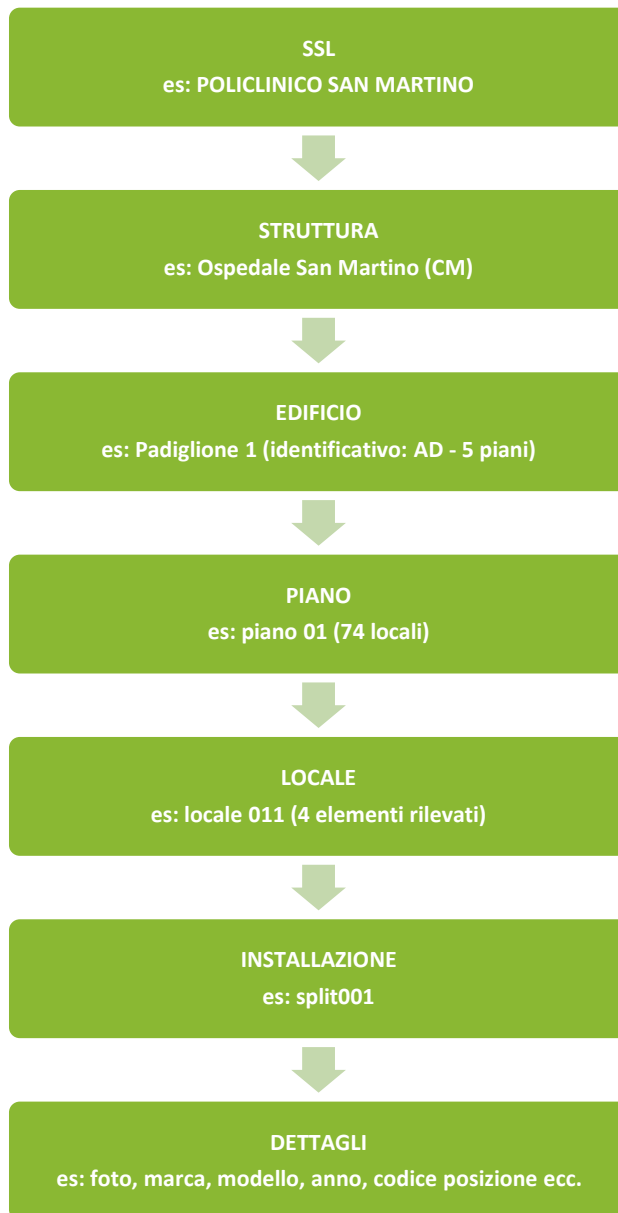 SSL
es: POLICLINICO SAN MARTINO
STRUTTURA
es: Ospedale San Martino (CM)
EDIFICIO
es: Padiglione 1 (identificativo: AD - 5 piani)
PIANO
es: piano 01 (74 locali)
LOCALE
es: locale 011 (4 elementi rilevati)
INSTALLAZIONE
es: split001
DETTAGLI
es: foto, marca, modello, anno, codice posizione ecc.